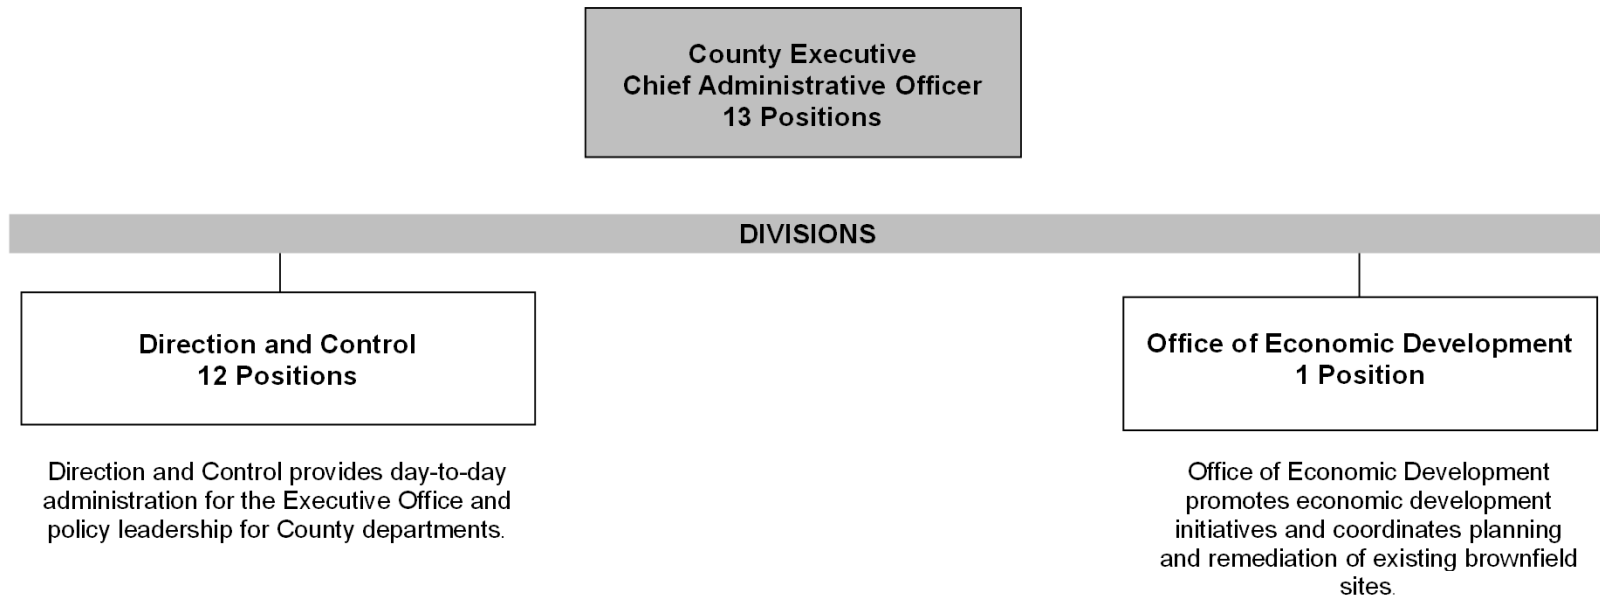 County Executive
Chief Administrative Officer
13 Positions
DIVISIONS
Direction and Control
12 Positions
Office of Economic Development
1 Position
Direction and Control provides day-to-day
administration for the Executive Office and
policy leadership for County departments.
Office of Economic Development
promotes economic development
initiatives and coordinates planning
and remediation of existing brownfield
sites.